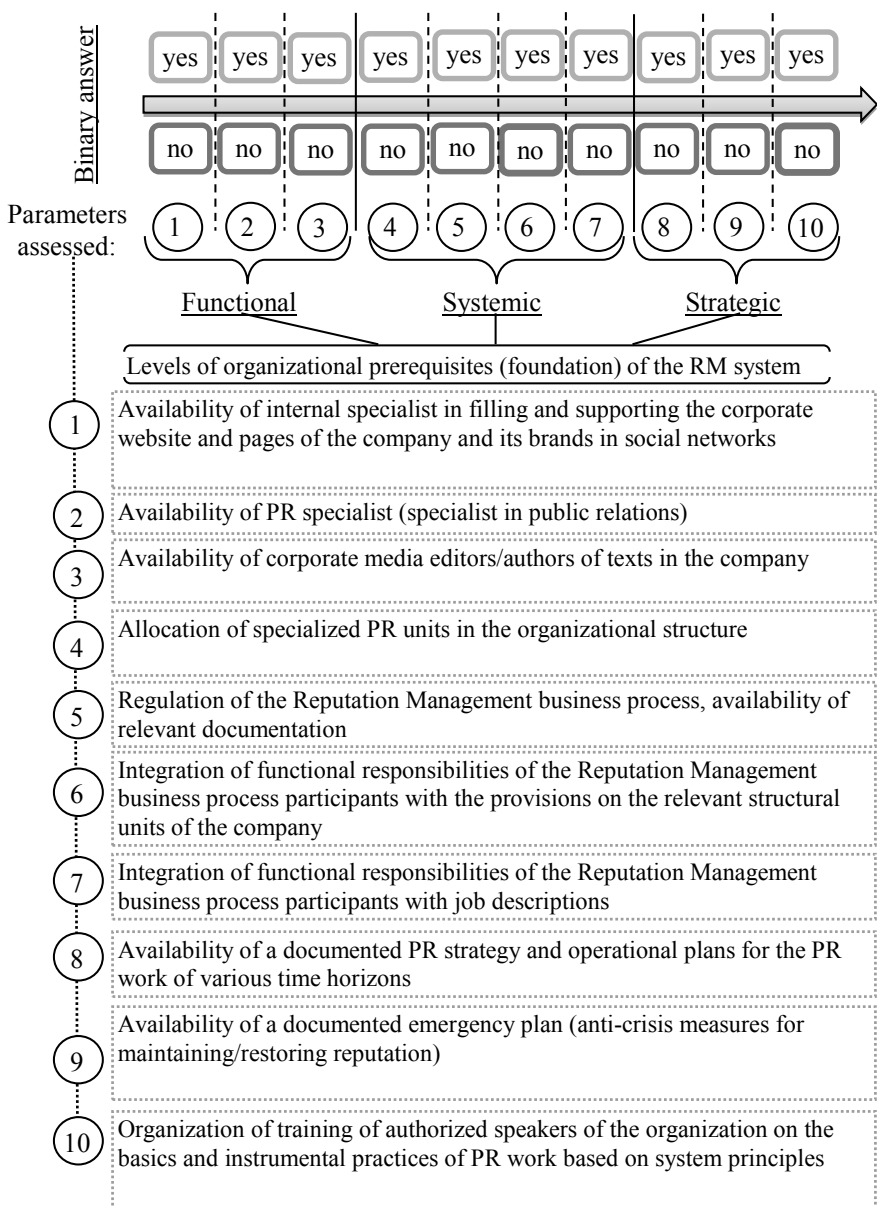 Binary answer
yes yes yes yes yes yes yes yes yes yes
no no no no no no no no no no
Parameters
assessed:
1 2 3 4 5 6 7 8 9 10
Functional Systemic Strategic
Levels of organizational prerequisites (foundation) of the RM system
1
Availability of internal specialist in filling and supporting the corporate
website and pages of the company and its brands in social networks
2
Availability of PR specialist (specialist in public relations)
3
Availability of corporate media editors/authors of texts in the company
4
Allocation of specialized PR units in the organizational structure
5
Regulation of the Reputation Management business process, availability of
relevant documentation
6
Integration of functional responsibilities of the Reputation Management
business process participants with the provisions on the relevant structural
units of the company
7
Integration of functional responsibilities of the Reputation Management
business process participants with job descriptions
8
Availability of a documented PR strategy and operational plans for the PR
work of various time horizons
9
Availability of a documented emergency plan (anti-crisis measures for
maintaining/restoring reputation)
10
Organization of training of authorized speakers of the organization on the
basics and instrumental practices of PR work based on system principles